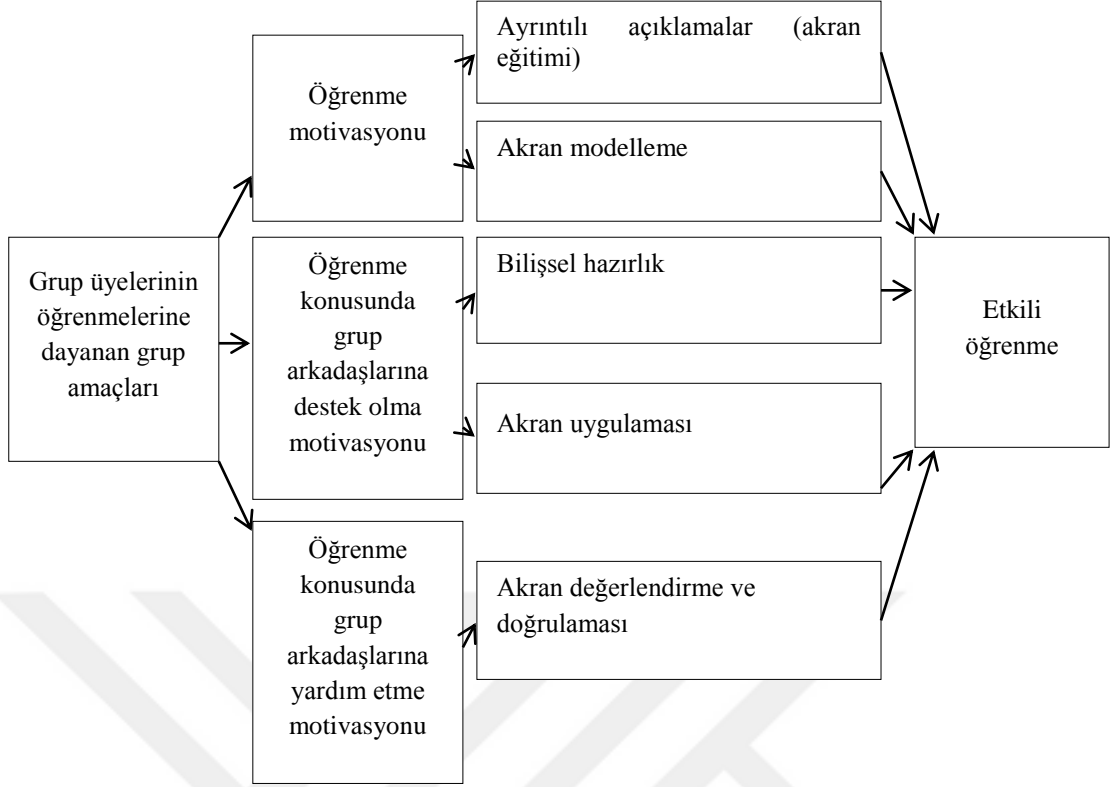 Grup üyelerinin
öğrenmelerine
dayanan grup
amaçları
Öğrenme
motivasyonu
Öğrenme
konusunda
grup
arkadaşlarına
destek olma
motivasyonu
Öğrenme
konusunda
grup
arkadaşlarına
yardım etme
motivasyonu
Ayrıntılı açıklamalar (akran
eğitimi)
Akran modelleme
Bilişsel hazırlık
Akran uygulaması
Akran değerlendirme ve
doğrulaması
Etkili
öğrenme